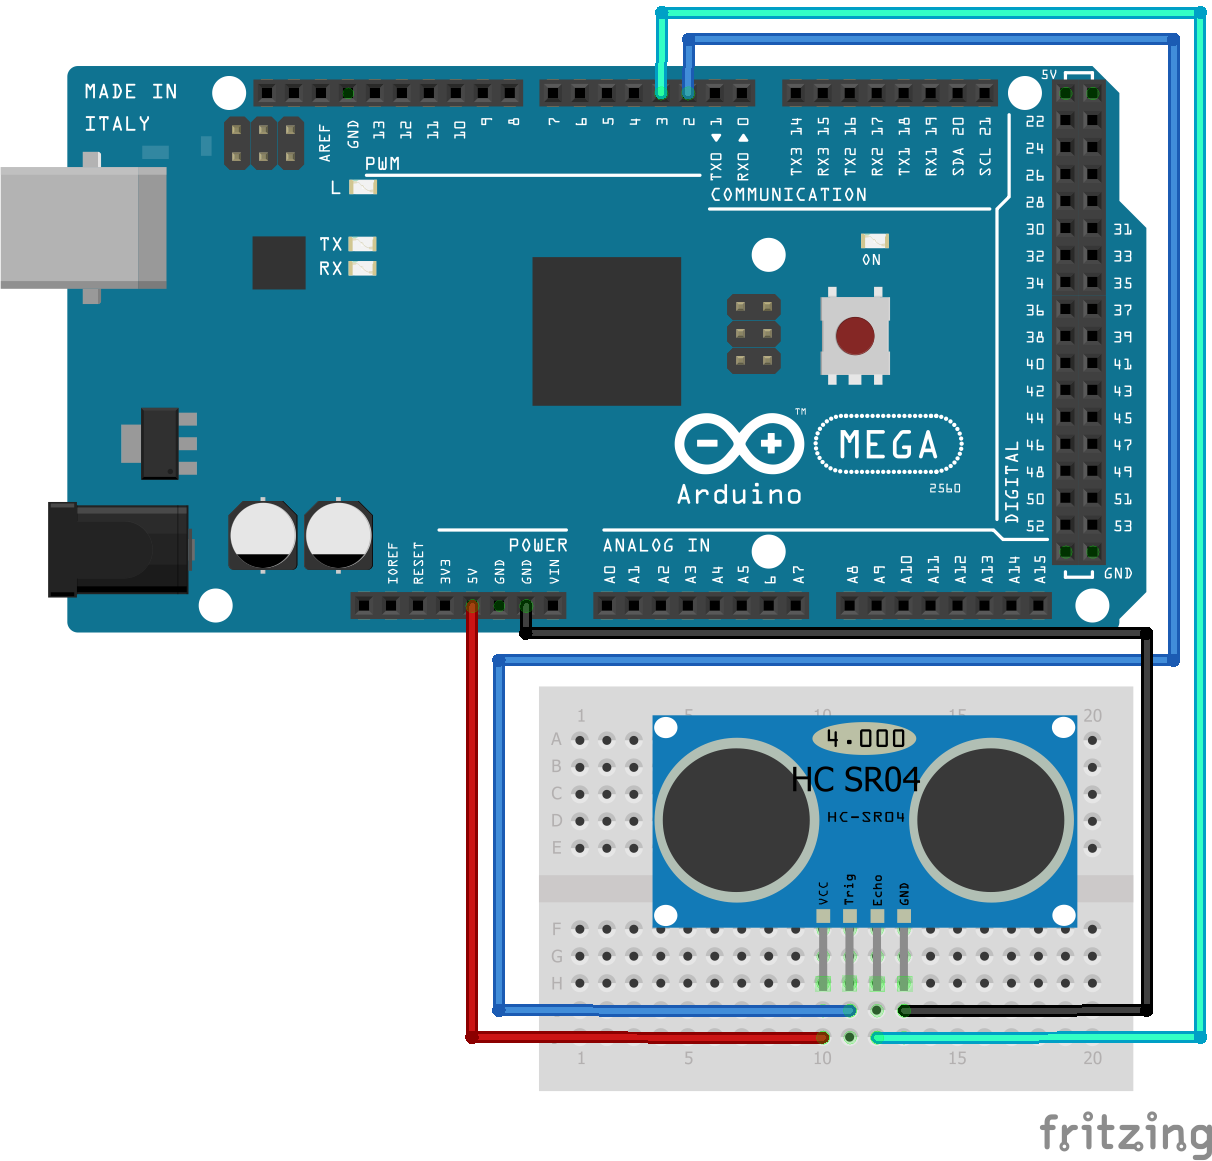 MADE IN
ITALY
AREF
GND
13
12
11
10
9
8
7
6
5
4
3
2
TX0 ◄ 1
RX0 ► 0
TX3 14
RX3 15
TX2 16
RX2 17
TX1 18
RX1 19
SDA 20
SCL 21
5V
PWM
L
COMMUNICATION
TX
RX
ON
22
24
26
28
30 31
32 33
34 35
36 37
38 39
40 41
42 43
44 45
46 47
48 49
50 51
52 53
DIGITAL
GND
TM
MEGA
Arduino
2560
POWER
ANALOG IN
IOREF
RESET
3V3
5V
GND
GND
VIN
A0
A1
A2
A3
A4
A5
6
A7
A8
A9
A10
A11
A12
A13
A14
A15
1 5 10 15 20
A
B
C
D
E
F
G
H
4.000
HC SR04
HC-SR04
VCC
Trig
Echo
GND
1 5 10 15 20
fritzing